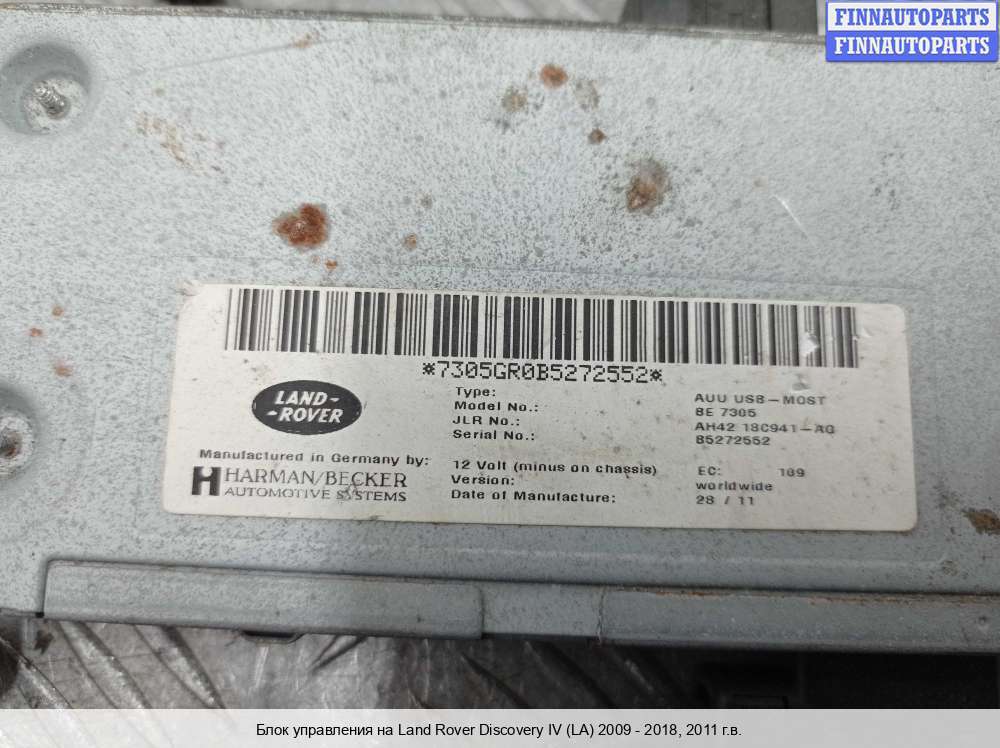 FINNAUTOPARTS
FINNAUTOPARTS
*7305GR0B5272552*
LAND-
-ROVER
Type: AUU USB-MOST
Model No.: BE 7305
JLR No.: AH42 18C941-AG
Serial No.: B5272552
Manufactured in Germany by:
HARMAN/BECKER
AUTOMOTIVE SYSTEMS
12 Volt (minus on chassis) EC: 169
Version: worldwide
Date of Manufacture: 28 / 11
Блок управления на Land Rover Discovery IV (LA) 2009 - 2018, 2011 г.в.